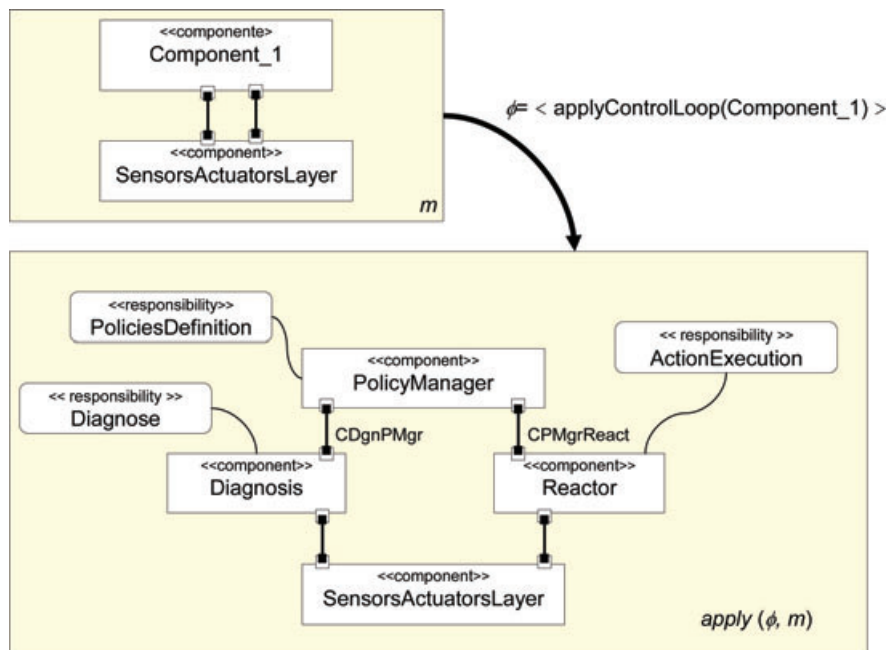 <<componente>
Component_1
<<component>>
SensorsActuatorsLayer
m
ϕ= < applyControlLoop(Component_1) >
<<responsibility>>
PoliciesDefinition
<< responsibility >>
ActionExecution
<<component>>
PolicyManager
<< responsibility >>
Diagnose
CDgnPMgr
CPMgrReact
<<component>>
Diagnosis
<<component>>
Reactor
<<component>>
SensorsActuatorsLayer
apply (ϕ, m)